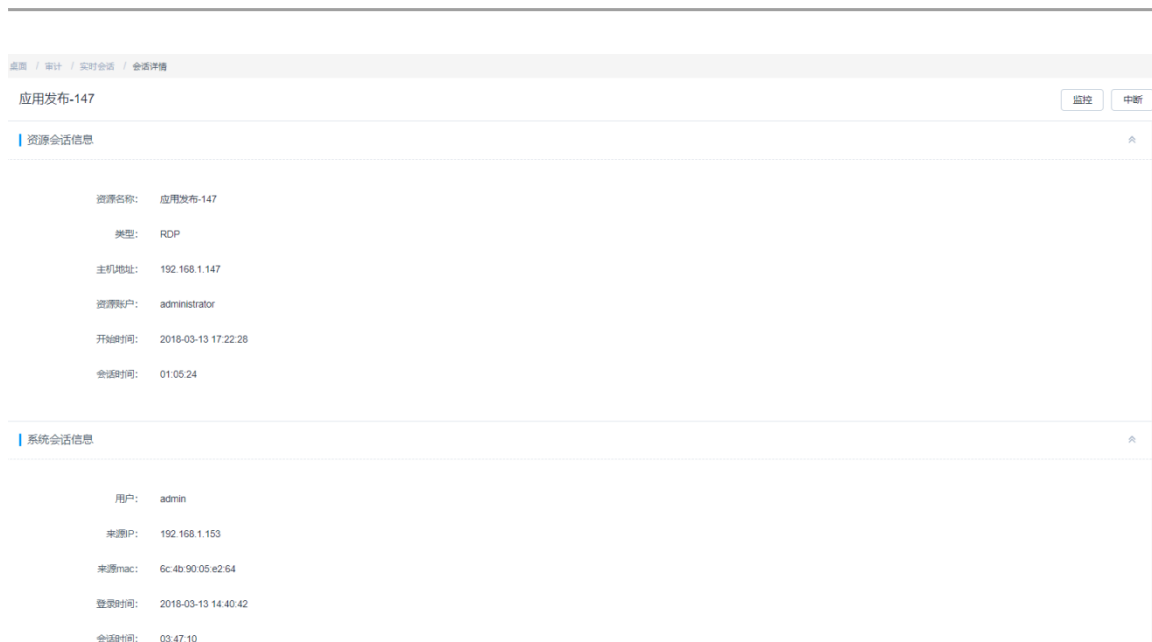 桌面 / 审计 / 实时会话 / 会话详情
应用发布-147 监控 中断
资源会话信息
资源名称: 应用发布-147
类型: RDP
主机地址: 192.168.1.147
资源账户: administrator
开始时间: 2018-03-13 17:22:28
会话时间: 01:05:24
系统会话信息
用户: admin
来源IP: 192.168.1.153
来源mac: 6c:4b:90:05:e2:64
登录时间: 2018-03-13 14:40:42
会话时间: 03:47:10